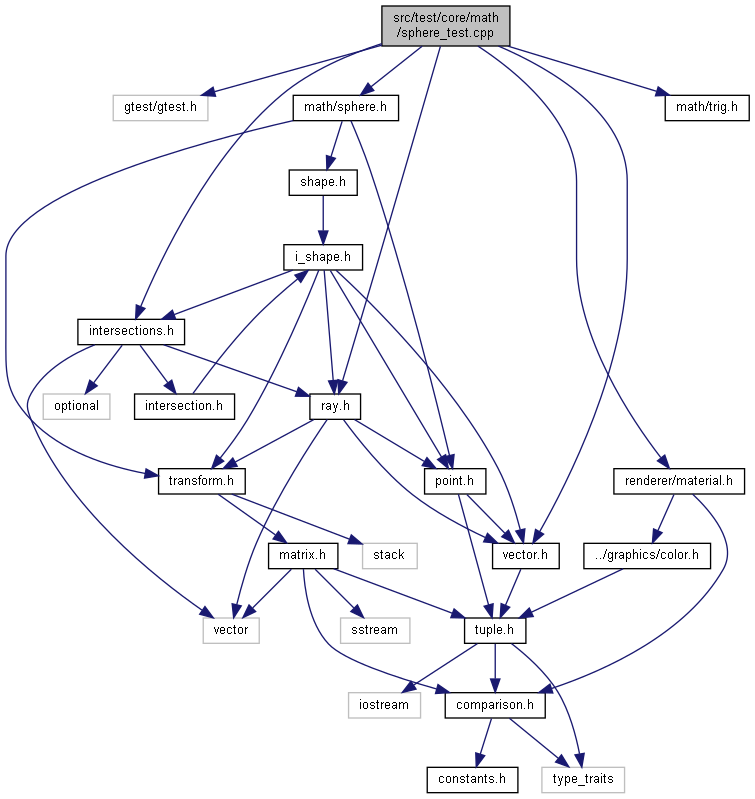 src/test/core/math
/sphere_test.cpp
gtest/gtest.h
math/sphere.h
math/trig.h
shape.h
i_shape.h
intersections.h
optional
intersection.h
ray.h
transform.h
point.h
renderer/material.h
matrix.h
stack
vector.h
../graphics/color.h
vector
sstream
tuple.h
iostream
comparison.h
constants.h
type_traits